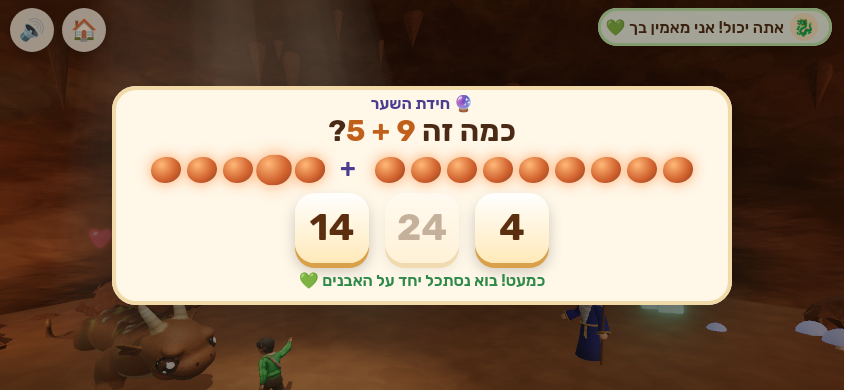 אתה יכול! אני מאמין בך 💚
🔮 חידת השער
כמה זה 9 + 5?
+
14 24 4
כמעט! בוא נסתכל יחד על האבנים 💚